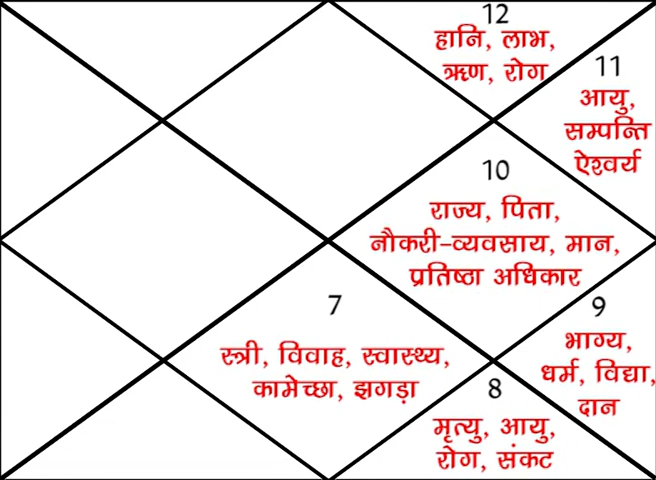 12
हानि, लाभ,
ऋण, रोग
11
आयु,
सम्पन्ति
ऐश्वर्य
10
राज्य, पिता,
नौकरी-व्यवसाय, मान,
प्रतिष्ठा अधिकार
7
स्त्री, विवाह, स्वास्थ्य,
कामेच्छा, झगड़ा
9
भाग्य,
धर्म, विद्या,
दान
8
मृत्यु, आयु,
रोग, संकट